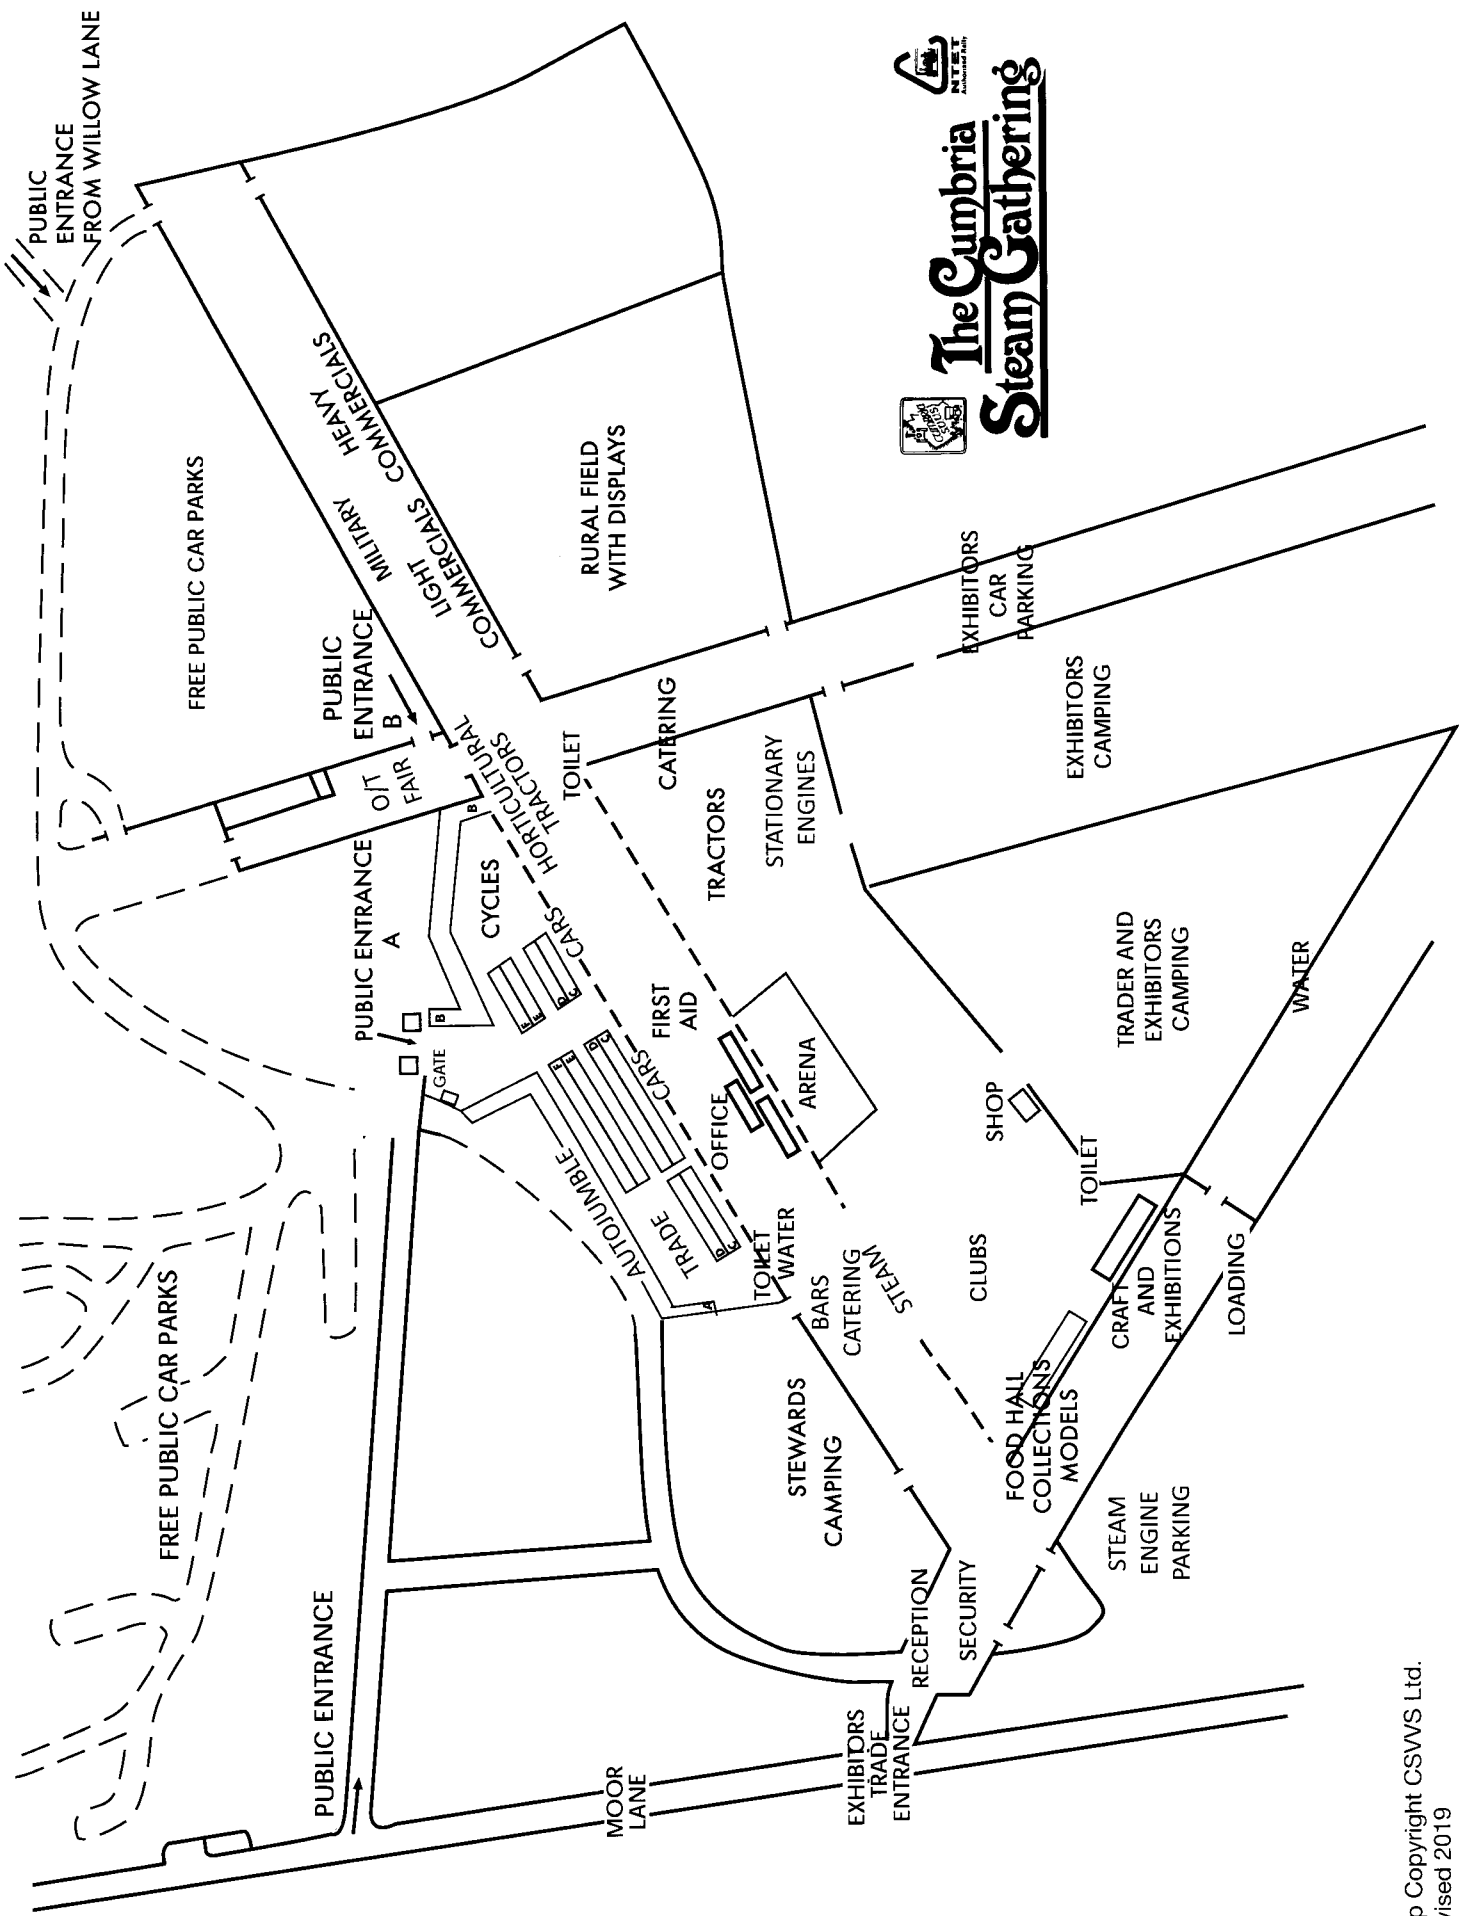 PUBLIC
ENTRANCE
FROM WILLOW LANE
FREE PUBLIC CAR PARKS
HEAVY
COMMERCIALS
MILITARY
LIGHT
COMMERCIALS
RURAL FIELD
WITH DISPLAYS
NTET
Authorised Rally
The Cumbria
Steam Gathering
PUBLIC
ENTRANCE
B
O/T
FAIR
HORTICULTURAL
TRACTORS
TOILET
CATERING
TRACTORS
STATIONARY
ENGINES
EXHIBITORS
CAR
PARKING
EXHIBITORS
CAMPING
PUBLIC ENTRANCE
A
GATE
B
B
CYCLES
CARS
F
E
D
C
FIRST
AID
CARS
F
E
D
C
OFFICE
ARENA
TRADER AND
EXHIBITORS
CAMPING
WATER
SHOP
TOILET
AUTOJUMBLE
TRADE
D
C
A
TOILET
WATER
BARS
CATERING
STEAM
CLUBS
CRAFT
AND
EXHIBITIONS
LOADING
FREE PUBLIC CAR PARKS
STEWARDS
CAMPING
FOOD HALL
COLLECTIONS
MODELS
STEAM
ENGINE
PARKING
PUBLIC ENTRANCE
RECEPTION
SECURITY
MOOR
LANE
EXHIBITORS
TRADE
ENTRANCE
p Copyright CSVVS Ltd.
vised 2019